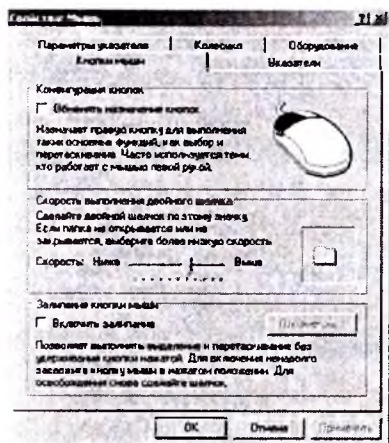 Свойства: Мышь
Параметры указателя Колесико Оборудование
Кнопки мыши Указатели
Конфигурация кнопок
Обменять назначение кнопок
Назначает правую кнопку для выполнения
таких основных функций, как выбор и
перетаскивание. Часто используется теми,
кто работает с мышью левой рукой.
Скорость выполнения двойного щелчка
Сделайте двойной щелчок по этому значку.
Если папка не открывается или не
закрывается, выберите более низкую скорость.
Скорость: Ниже Выше
Залипание кнопки мыши
Включить залипание Параметры...
Позволяет выполнять выделение и перетаскивание без
удерживания кнопки нажатой. Для включения ненадолго
задержите кнопку мыши в нажатом положении. Для
освобождения снова сделайте щелчок.
OK Отмена Применить